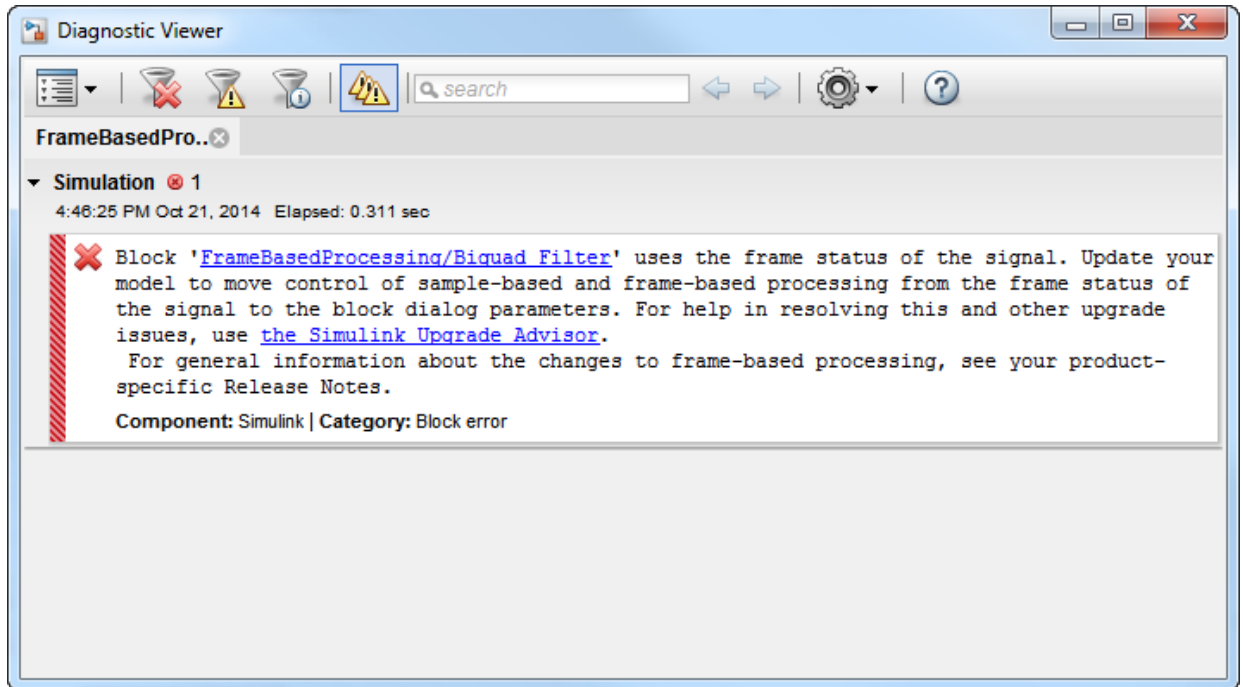 Diagnostic Viewer
search
FrameBasedPro..
Simulation 1
4:46:25 PM Oct 21, 2014 Elapsed: 0.311 sec
Block 'FrameBasedProcessing/Biquad Filter' uses the frame status of the signal. Update your
model to move control of sample-based and frame-based processing from the frame status of
the signal to the block dialog parameters. For help in resolving this and other upgrade
issues, use the Simulink Upgrade Advisor.
For general information about the changes to frame-based processing, see your product-
specific Release Notes.
Component: Simulink | Category: Block error